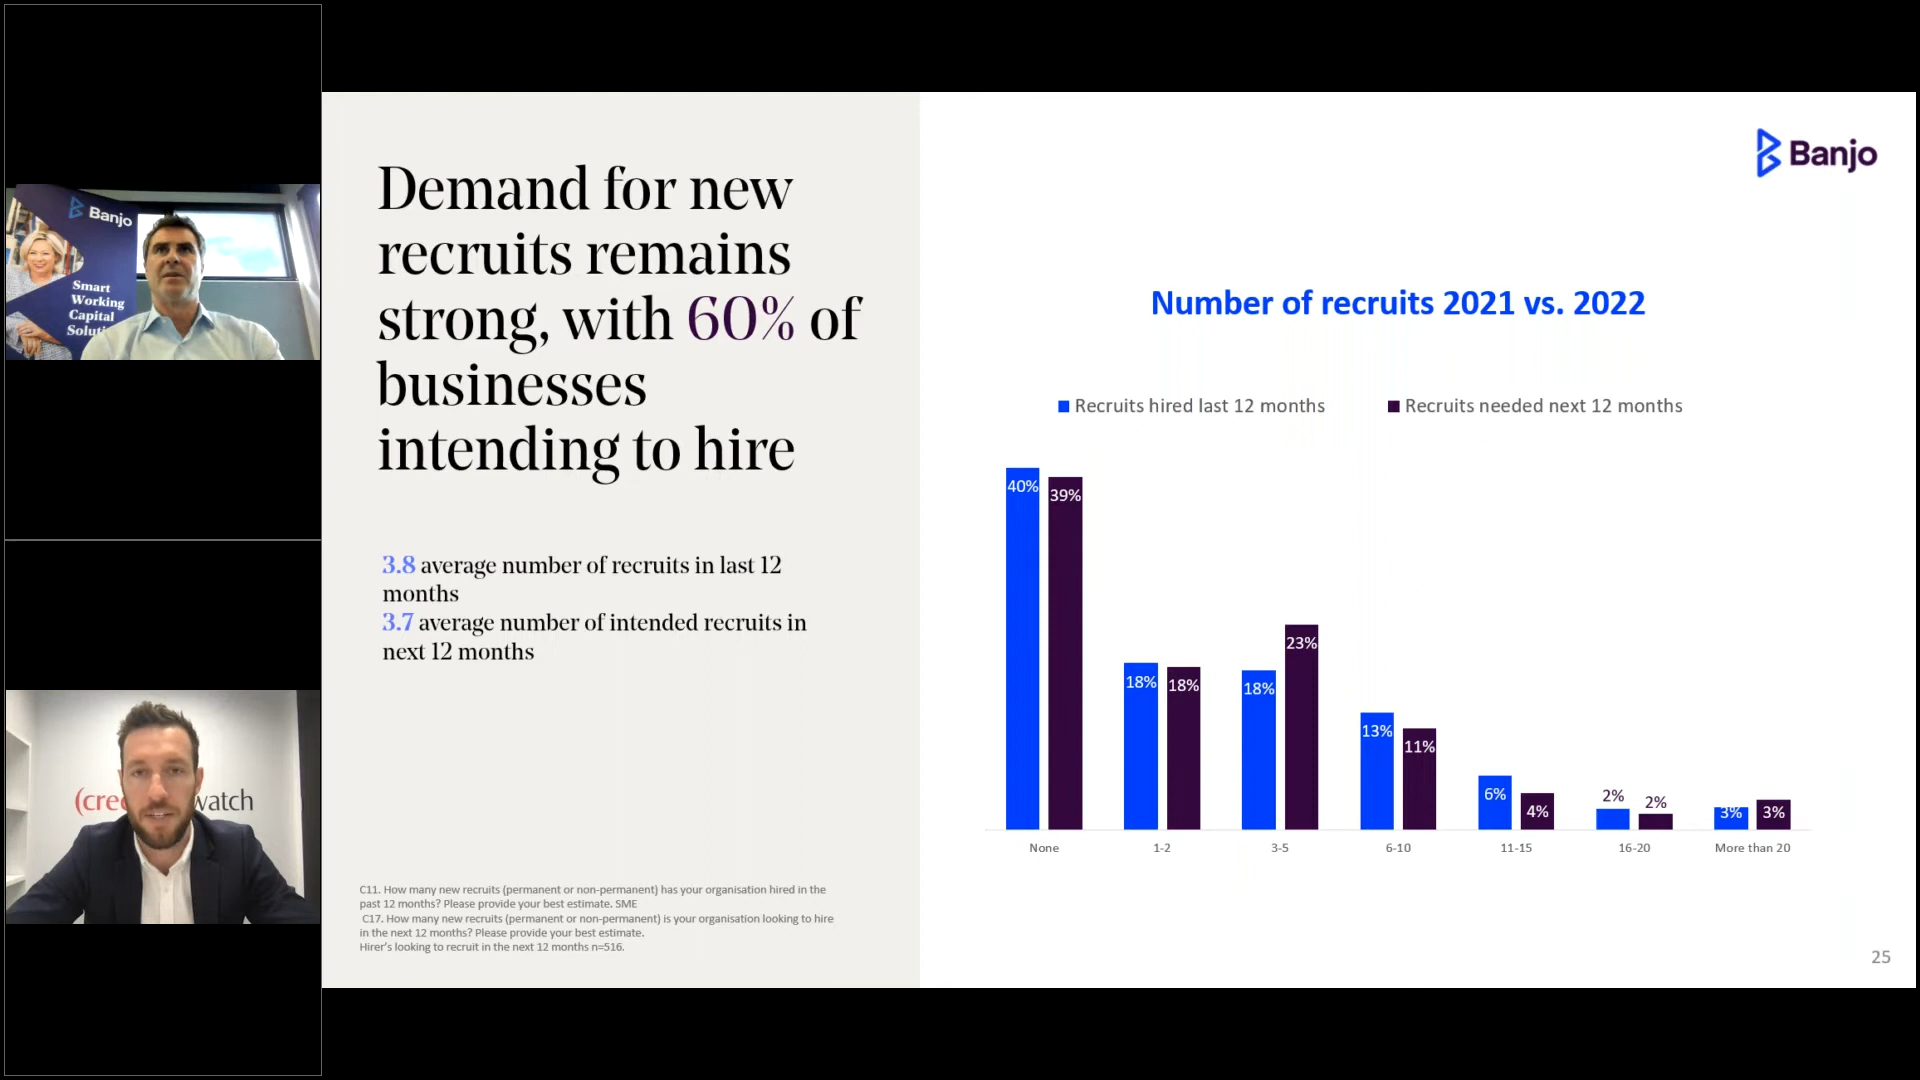 Banjo
Smart
Working
Capital
(cre
watch
Demand for new
recruits remains
strong, with 60% of
businesses
intending to hire
3.8 average number of recruits in last 12
months
3.7 average number of intended recruits in
next 12 months
C11. How many new recruits (permanent or non-permanent) has your organisation hired in the
past 12 months? Please provide your best estimate. SME
C17. How many new recruits (permanent or non-permanent) is your organisation looking to hire
in the next 12 months? Please provide your best estimate.
Hirer's looking to recruit in the next 12 months n=516.
Banjo
Number of recruits 2021 vs. 2022
Recruits hired last 12 months Recruits needed next 12 months
40% 39% 18% 18% 18% 23% 13% 11% 6% 4% 2% 2% 3% 3%
None 1-2 3-5 6-10 11-15 16-20 More than 20
25